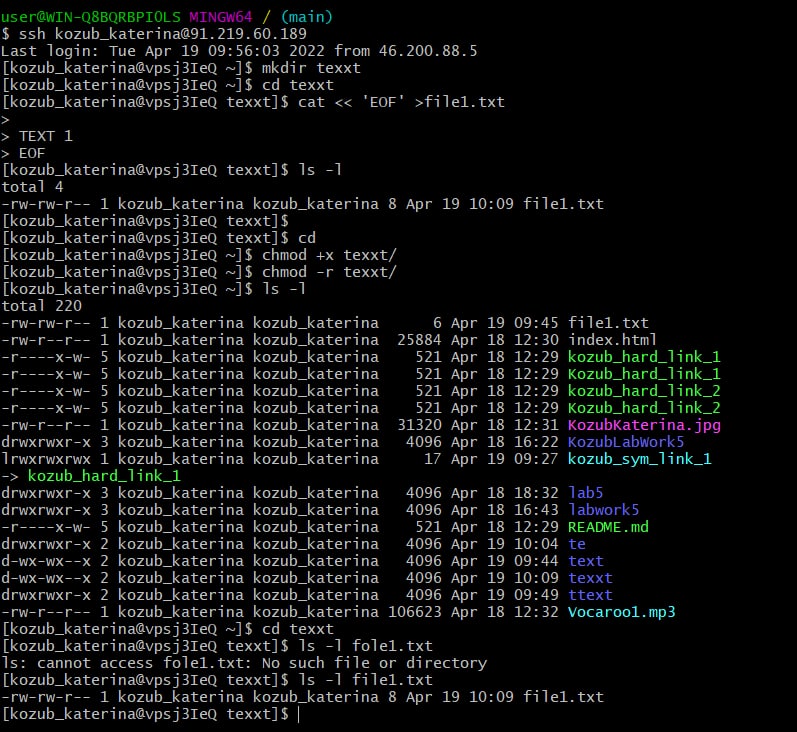 user@WIN-Q8BQRBPIOLS MINGW64 / (main)
$ ssh kozub_katerina@91.219.60.189
Last login: Tue Apr 19 09:56:03 2022 from 46.200.88.5
[kozub_katerina@vpsj3IeQ ~]$ mkdir texxt
[kozub_katerina@vpsj3IeQ ~]$ cd texxt
[kozub_katerina@vpsj3IeQ texxt]$ cat << 'EOF' >file1.txt
>
> TEXT 1
> EOF
[kozub_katerina@vpsj3IeQ texxt]$ ls -l
total 4
-rw-rw-r-- 1 kozub_katerina kozub_katerina 8 Apr 19 10:09 file1.txt
[kozub_katerina@vpsj3IeQ texxt]$
[kozub_katerina@vpsj3IeQ texxt]$ cd
[kozub_katerina@vpsj3IeQ ~]$ chmod +x texxt/
[kozub_katerina@vpsj3IeQ ~]$ chmod -r texxt/
[kozub_katerina@vpsj3IeQ ~]$ ls -l
total 220
-rw-rw-r-- 1 kozub_katerina kozub_katerina      6 Apr 19 09:45 file1.txt
-rw-rw-r-- 1 kozub_katerina kozub_katerina  25884 Apr 18 12:30 index.html
-r----x-w- 5 kozub_katerina kozub_katerina    521 Apr 18 12:29 kozub_hard_link_1
-r----x-w- 5 kozub_katerina kozub_katerina    521 Apr 18 12:29 Kozub_hard_link_1
-r----x-w- 5 kozub_katerina kozub_katerina    521 Apr 18 12:29 kozub_hard_link_2
-r----x-w- 5 kozub_katerina kozub_katerina    521 Apr 18 12:29 Kozub_hard_link_2
-rw-r--r-- 1 kozub_katerina kozub_katerina  31320 Apr 18 12:31 KozubKaterina.jpg
drwxrwxr-x 3 kozub_katerina kozub_katerina   4096 Apr 18 16:22 KozubLabWork5
lrwxrwxrwx 1 kozub_katerina kozub_katerina     17 Apr 19 09:27 kozub_sym_link_1
-> kozub_hard_link_1
drwxrwxr-x 3 kozub_katerina kozub_katerina   4096 Apr 18 18:32 lab5
drwxrwxr-x 3 kozub_katerina kozub_katerina   4096 Apr 18 16:43 labwork5
-r----x-w- 5 kozub_katerina kozub_katerina    521 Apr 18 12:29 README.md
drwxrwxr-x 2 kozub_katerina kozub_katerina   4096 Apr 19 10:04 te
d-wx-wx--x 2 kozub_katerina kozub_katerina   4096 Apr 19 09:44 text
d-wx-wx--x 2 kozub_katerina kozub_katerina   4096 Apr 19 10:09 texxt
drwxrwxr-x 2 kozub_katerina kozub_katerina   4096 Apr 19 09:49 ttext
-rw-r--r-- 1 kozub_katerina kozub_katerina 106623 Apr 18 12:32 Vocaroo1.mp3
[kozub_katerina@vpsj3IeQ ~]$ cd texxt
[kozub_katerina@vpsj3IeQ texxt]$ ls -l fole1.txt
ls: cannot access fole1.txt: No such file or directory
[kozub_katerina@vpsj3IeQ texxt]$ ls -l file1.txt
-rw-rw-r-- 1 kozub_katerina kozub_katerina 8 Apr 19 10:09 file1.txt
[kozub_katerina@vpsj3IeQ texxt]$